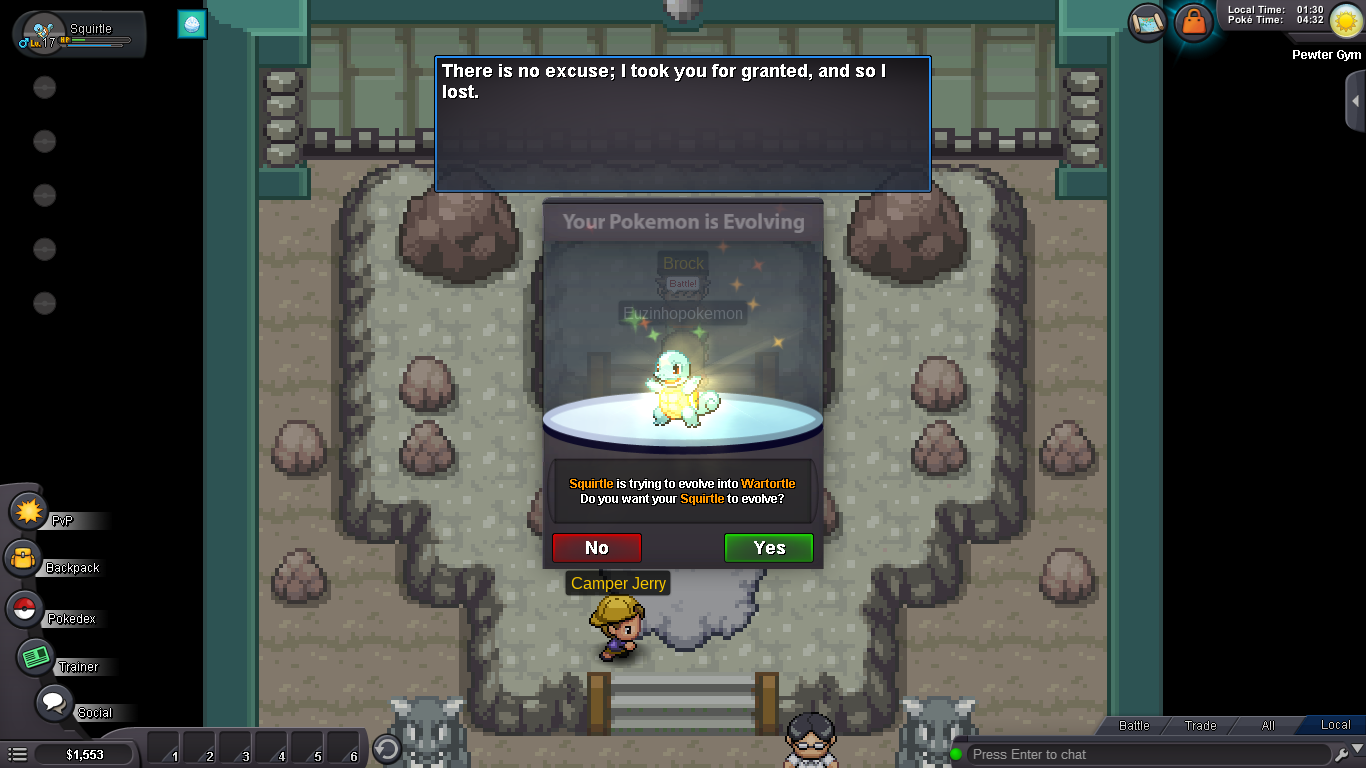 Squirtle
Lv.17 HP
Local Time: 01:30
Poké Time: 04:32
Pewter Gym
There is no excuse; I took you for granted, and so I
lost.
Your Pokemon is Evolving
Brock
Battle!
Euzinhopokemon
Squirtle is trying to evolve into Wartortle
Do you want your Squirtle to evolve?
No
Yes
Camper Jerry
PvP
Backpack
Pokedex
Trainer
Social
$1,553
1 2 3 4 5 6
Battle Trade All Local
Press Enter to chat